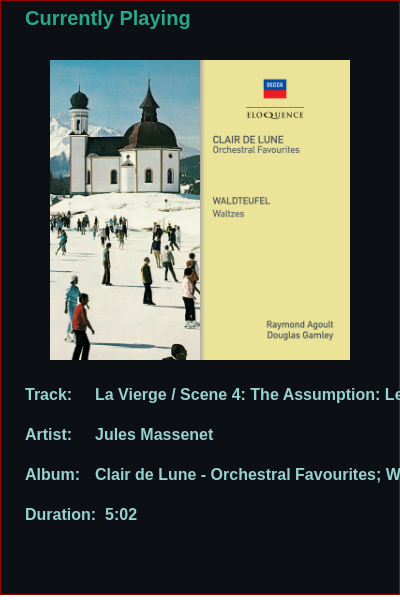 Currently Playing
DECCA
ELOQUENCE
CLAIR DE LUNE
Orchestral Favourites
WALDTEUFEL
Waltzes
Raymond Agoult
Douglas Gamley
Track: La Vierge / Scene 4: The Assumption: Le
Artist: Jules Massenet
Album: Clair de Lune - Orchestral Favourites; W
Duration: 5:02